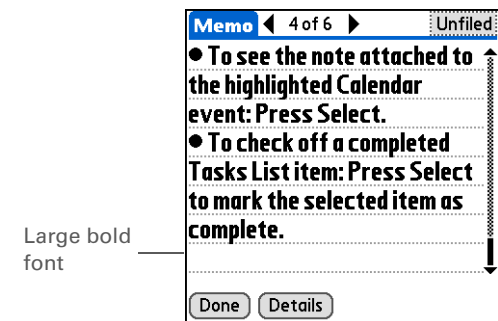 Memo 4 of 6 Unfiled
● To see the note attached to
the highlighted Calendar
event: Press Select.
● To check off a completed
Tasks List item: Press Select
to mark the selected item as
complete.
Large bold
font
Done Details